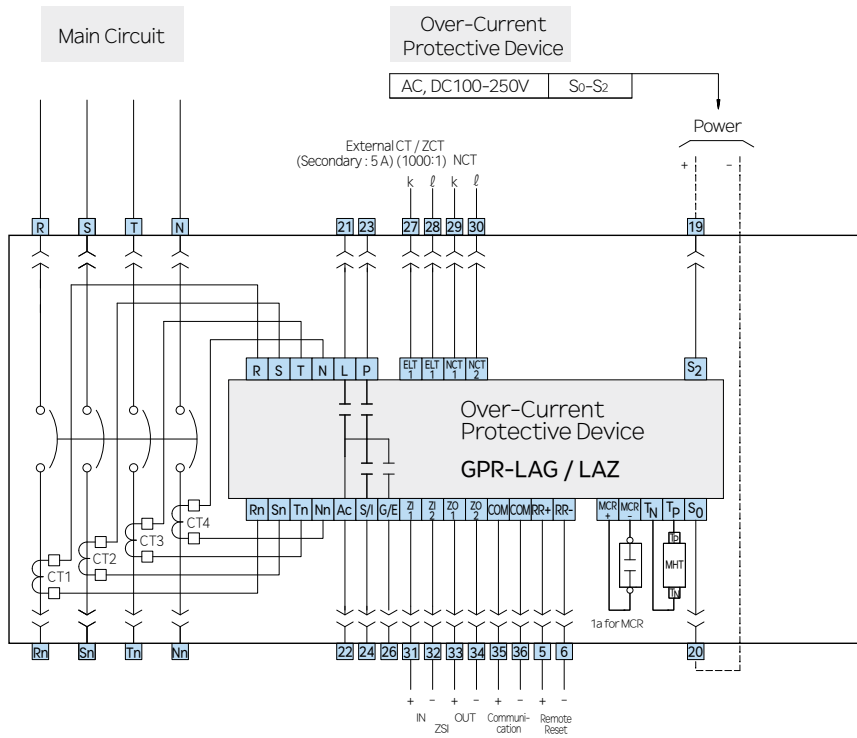 Main Circuit
Over-Current
Protective Device
AC, DC100-250V S0-S2
Power
+ -
External CT / ZCT
(Secondary : 5 A) (1000:1) NCT
k ℓ k ℓ
R S T N 21 23 27 28 29 30 19
R S T N L P ELT 1 ELT 1 NCT 1 NCT 2 S2
Over-Current
Protective Device
GPR-LAG / LAZ
Rn Sn Tn Nn Ac S/I G/E ZI 1 ZI 2 ZO 1 ZO 2 COM COM RR+ RR- MCR + MCR - TN TP S0
CT4
CT3
CT2
CT1
TP
MHT
TN
1a for MCR
Rn Sn Tn Nn 22 24 26 31 32 33 34 35 36 5 6 20
+ - + - + - + -
IN OUT Communi- Remote
ZSI cation Reset